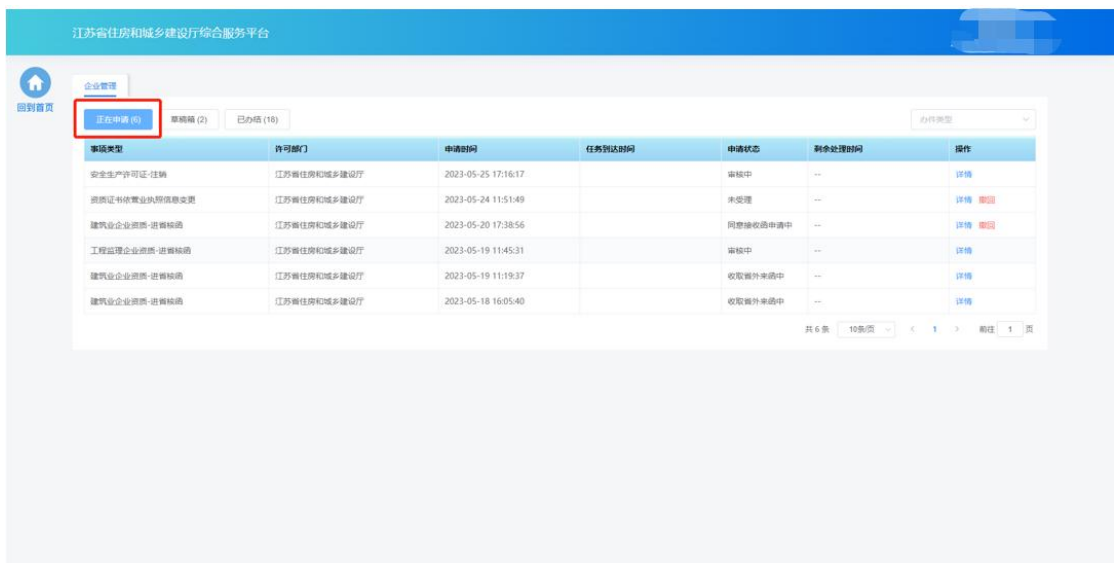 江苏省住房和城乡建设厅综合服务平台
回到首页
企业管理
正在申请 (6) 草稿箱 (2) 已办结 (18) 办件类型
事项类型 许可部门 申请时间 任务到达时间 申请状态 剩余处理时间 操作
安全生产许可证-注销 江苏省住房和城乡建设厅 2023-05-25 17:16:17 审核中 -- 详情
资质证书依营业执照信息变更 江苏省住房和城乡建设厅 2023-05-24 11:51:49 未受理 -- 详情 撤回
建筑业企业资质-进省核函 江苏省住房和城乡建设厅 2023-05-20 17:38:56 同意接收函申请中 -- 详情 撤回
工程监理企业资质-进省核函 江苏省住房和城乡建设厅 2023-05-19 11:45:31 审核中 -- 详情
建筑业企业资质-进省核函 江苏省住房和城乡建设厅 2023-05-19 11:19:37 收取省外来函中 -- 详情
建筑业企业资质-进省核函 江苏省住房和城乡建设厅 2023-05-18 16:05:40 收取省外来函中 -- 详情
共 6 条 10条/页 < 1 > 前往 1 页